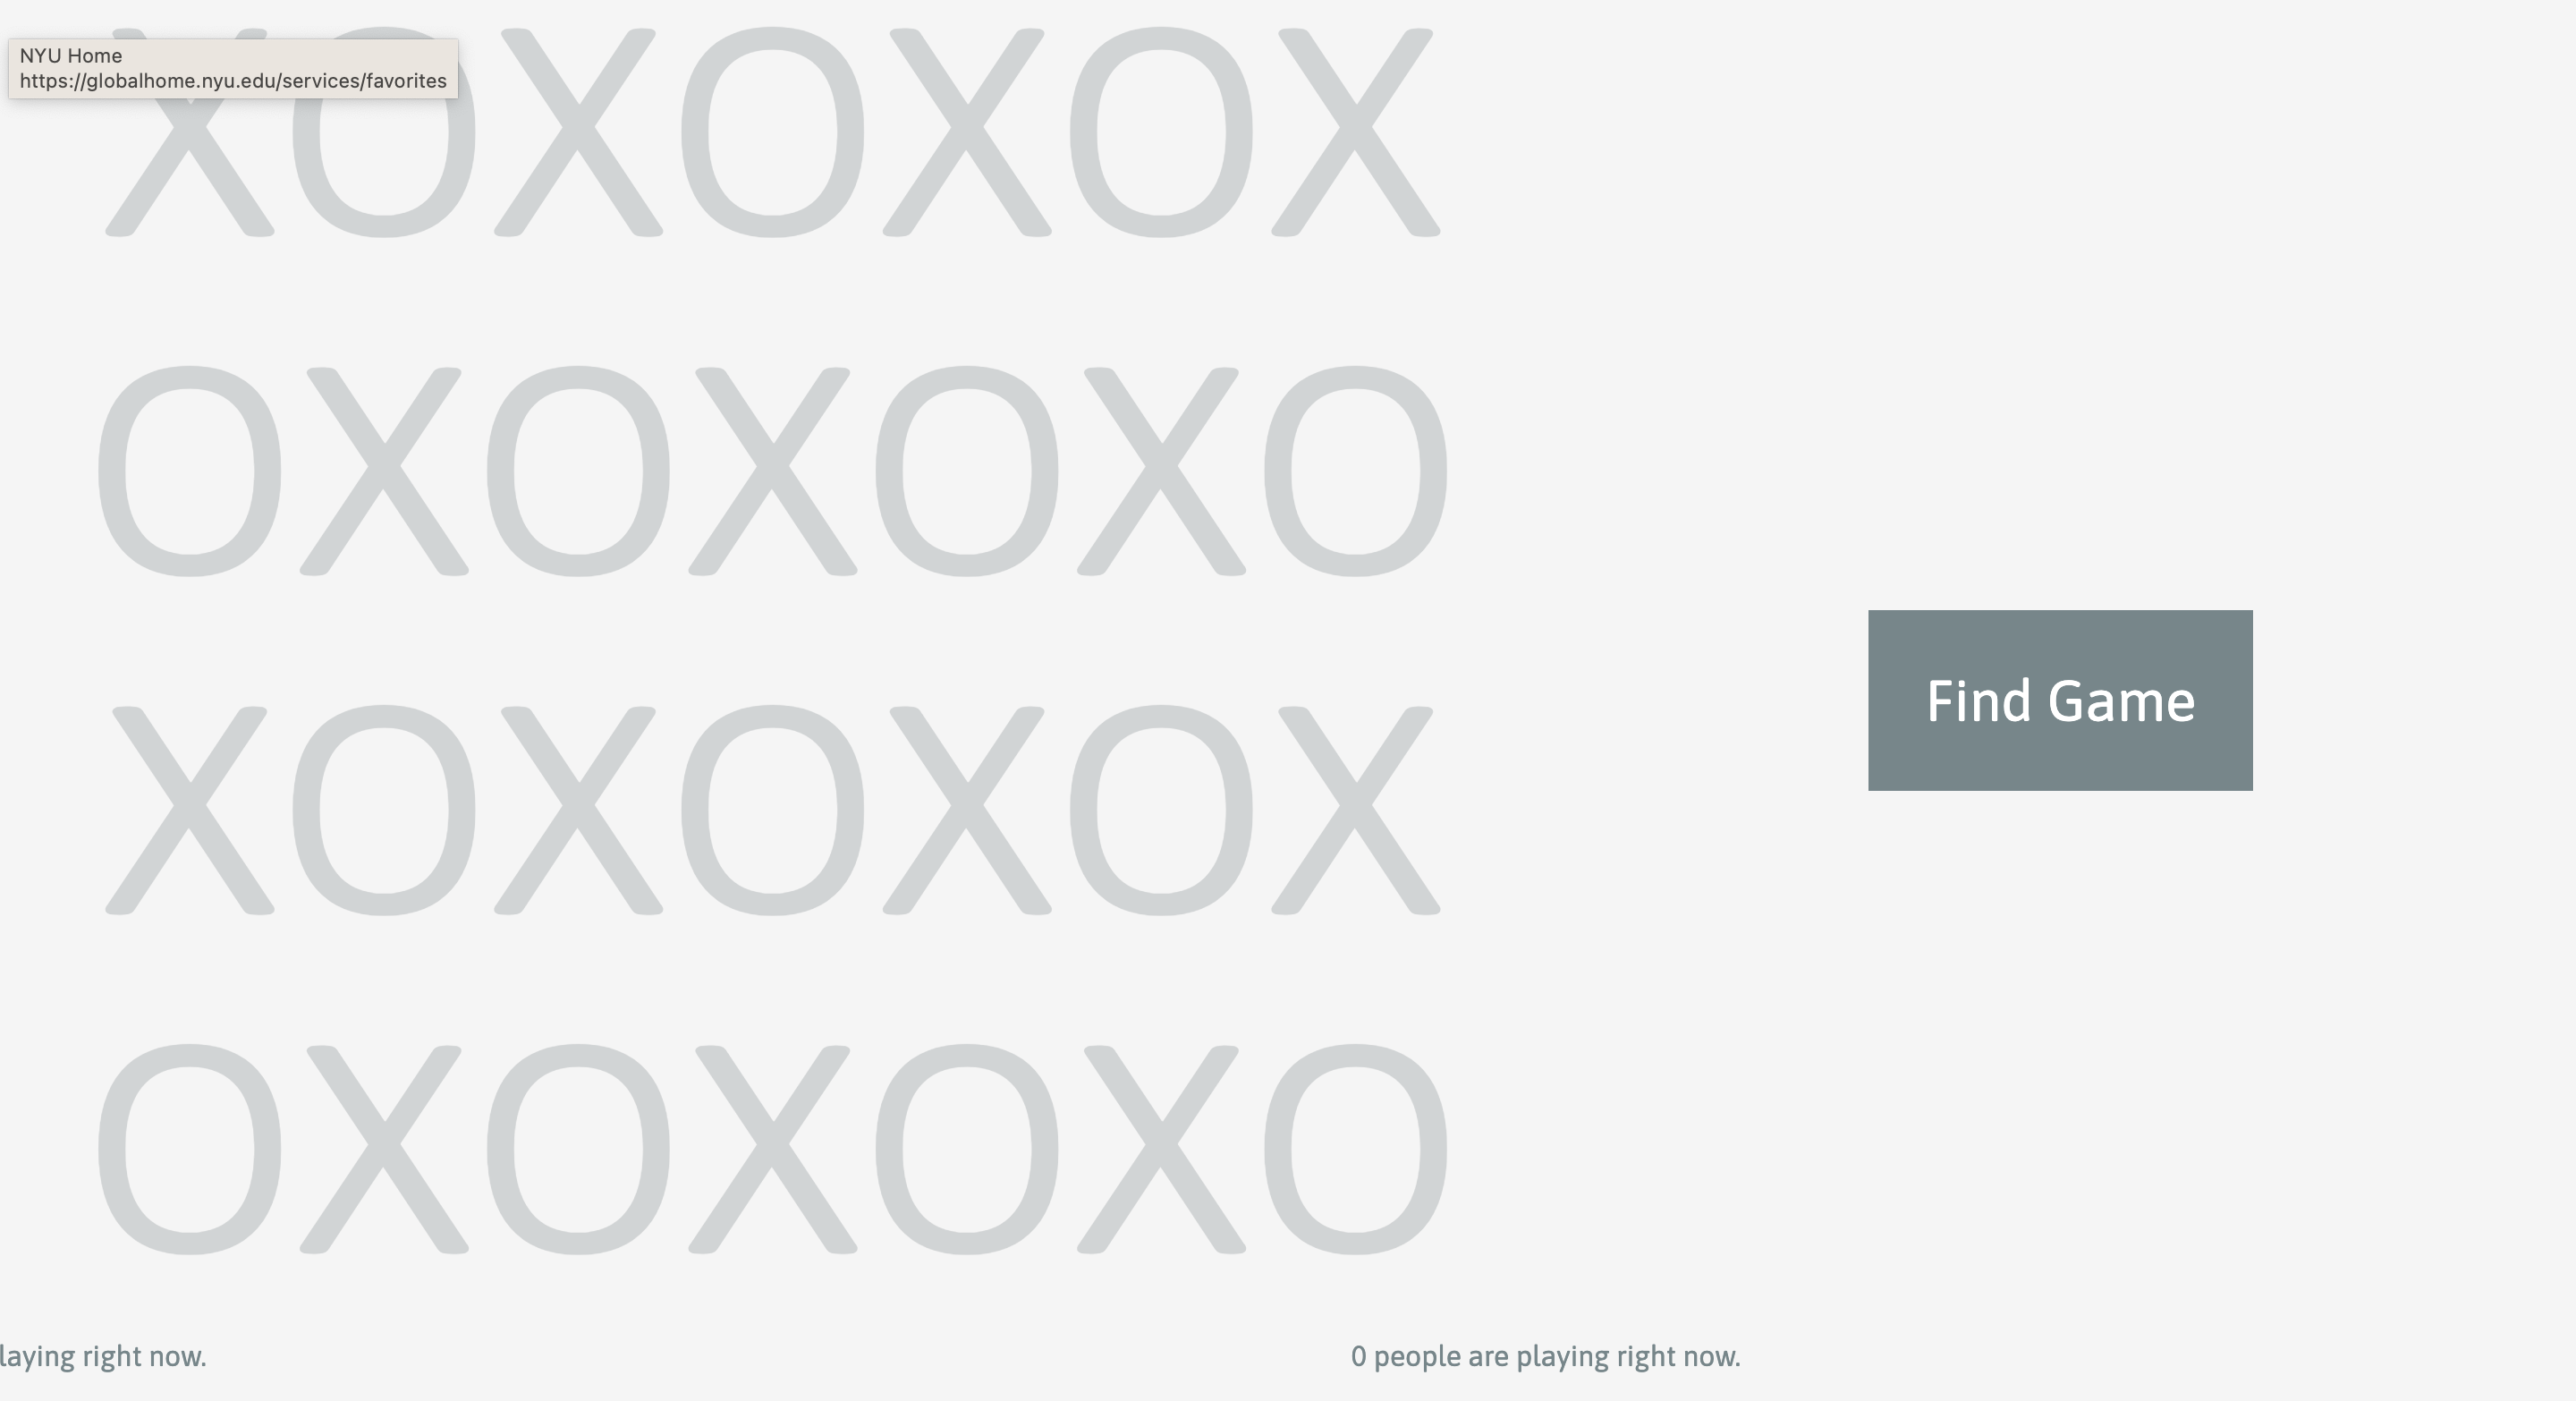 XOXOXOX
NYU Home
https://globalhome.nyu.edu/services/favorites
OXOXOXO
Find Game
XOXOXOX
OXOXOXO
laying right now.
0 people are playing right now.